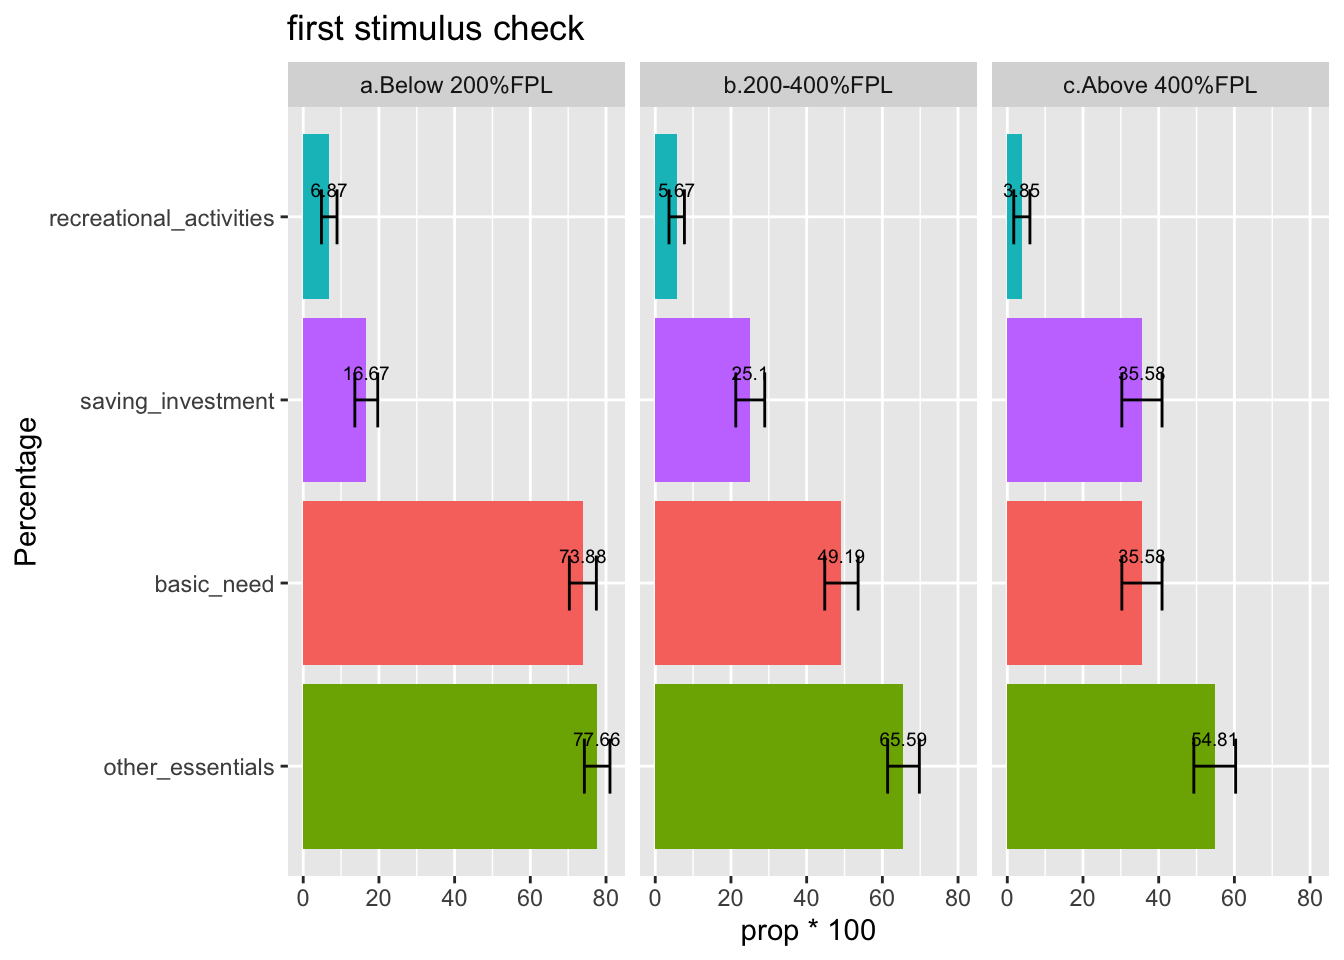 first stimulus check
a.Below 200%FPL
b.200-400%FPL
c.Above 400%FPL
Percentage
recreational_activities
6.87
5.67
3.85
saving_investment
16.67
25.1
35.58
basic_need
73.88
49.19
35.58
other_essentials
77.66
65.59
54.81
0 20 40 60 80
0 20 40 60 80
0 20 40 60 80
prop * 100